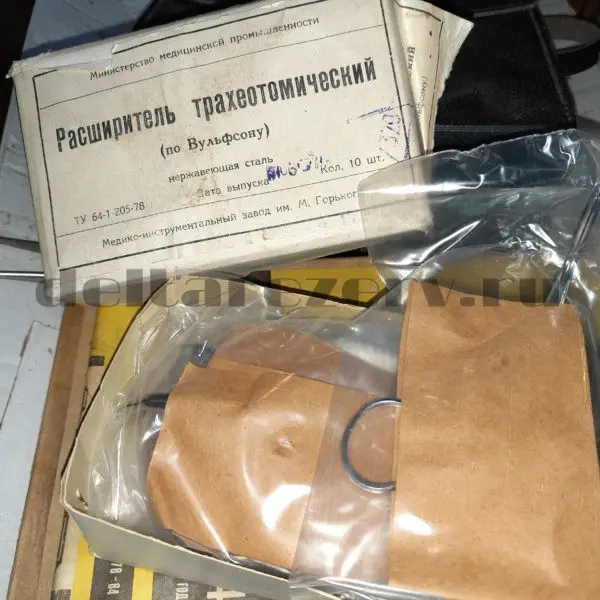 Министерство медицинской промышленности
Расширитель трахеотомический
(по Вульфсону)
нержавеющая сталь
Дата выпуска
Кол. 10 шт.
ТУ 64-1-205-78
Медико-инструментальный завод им. М. Горького
deltarezerv.ru